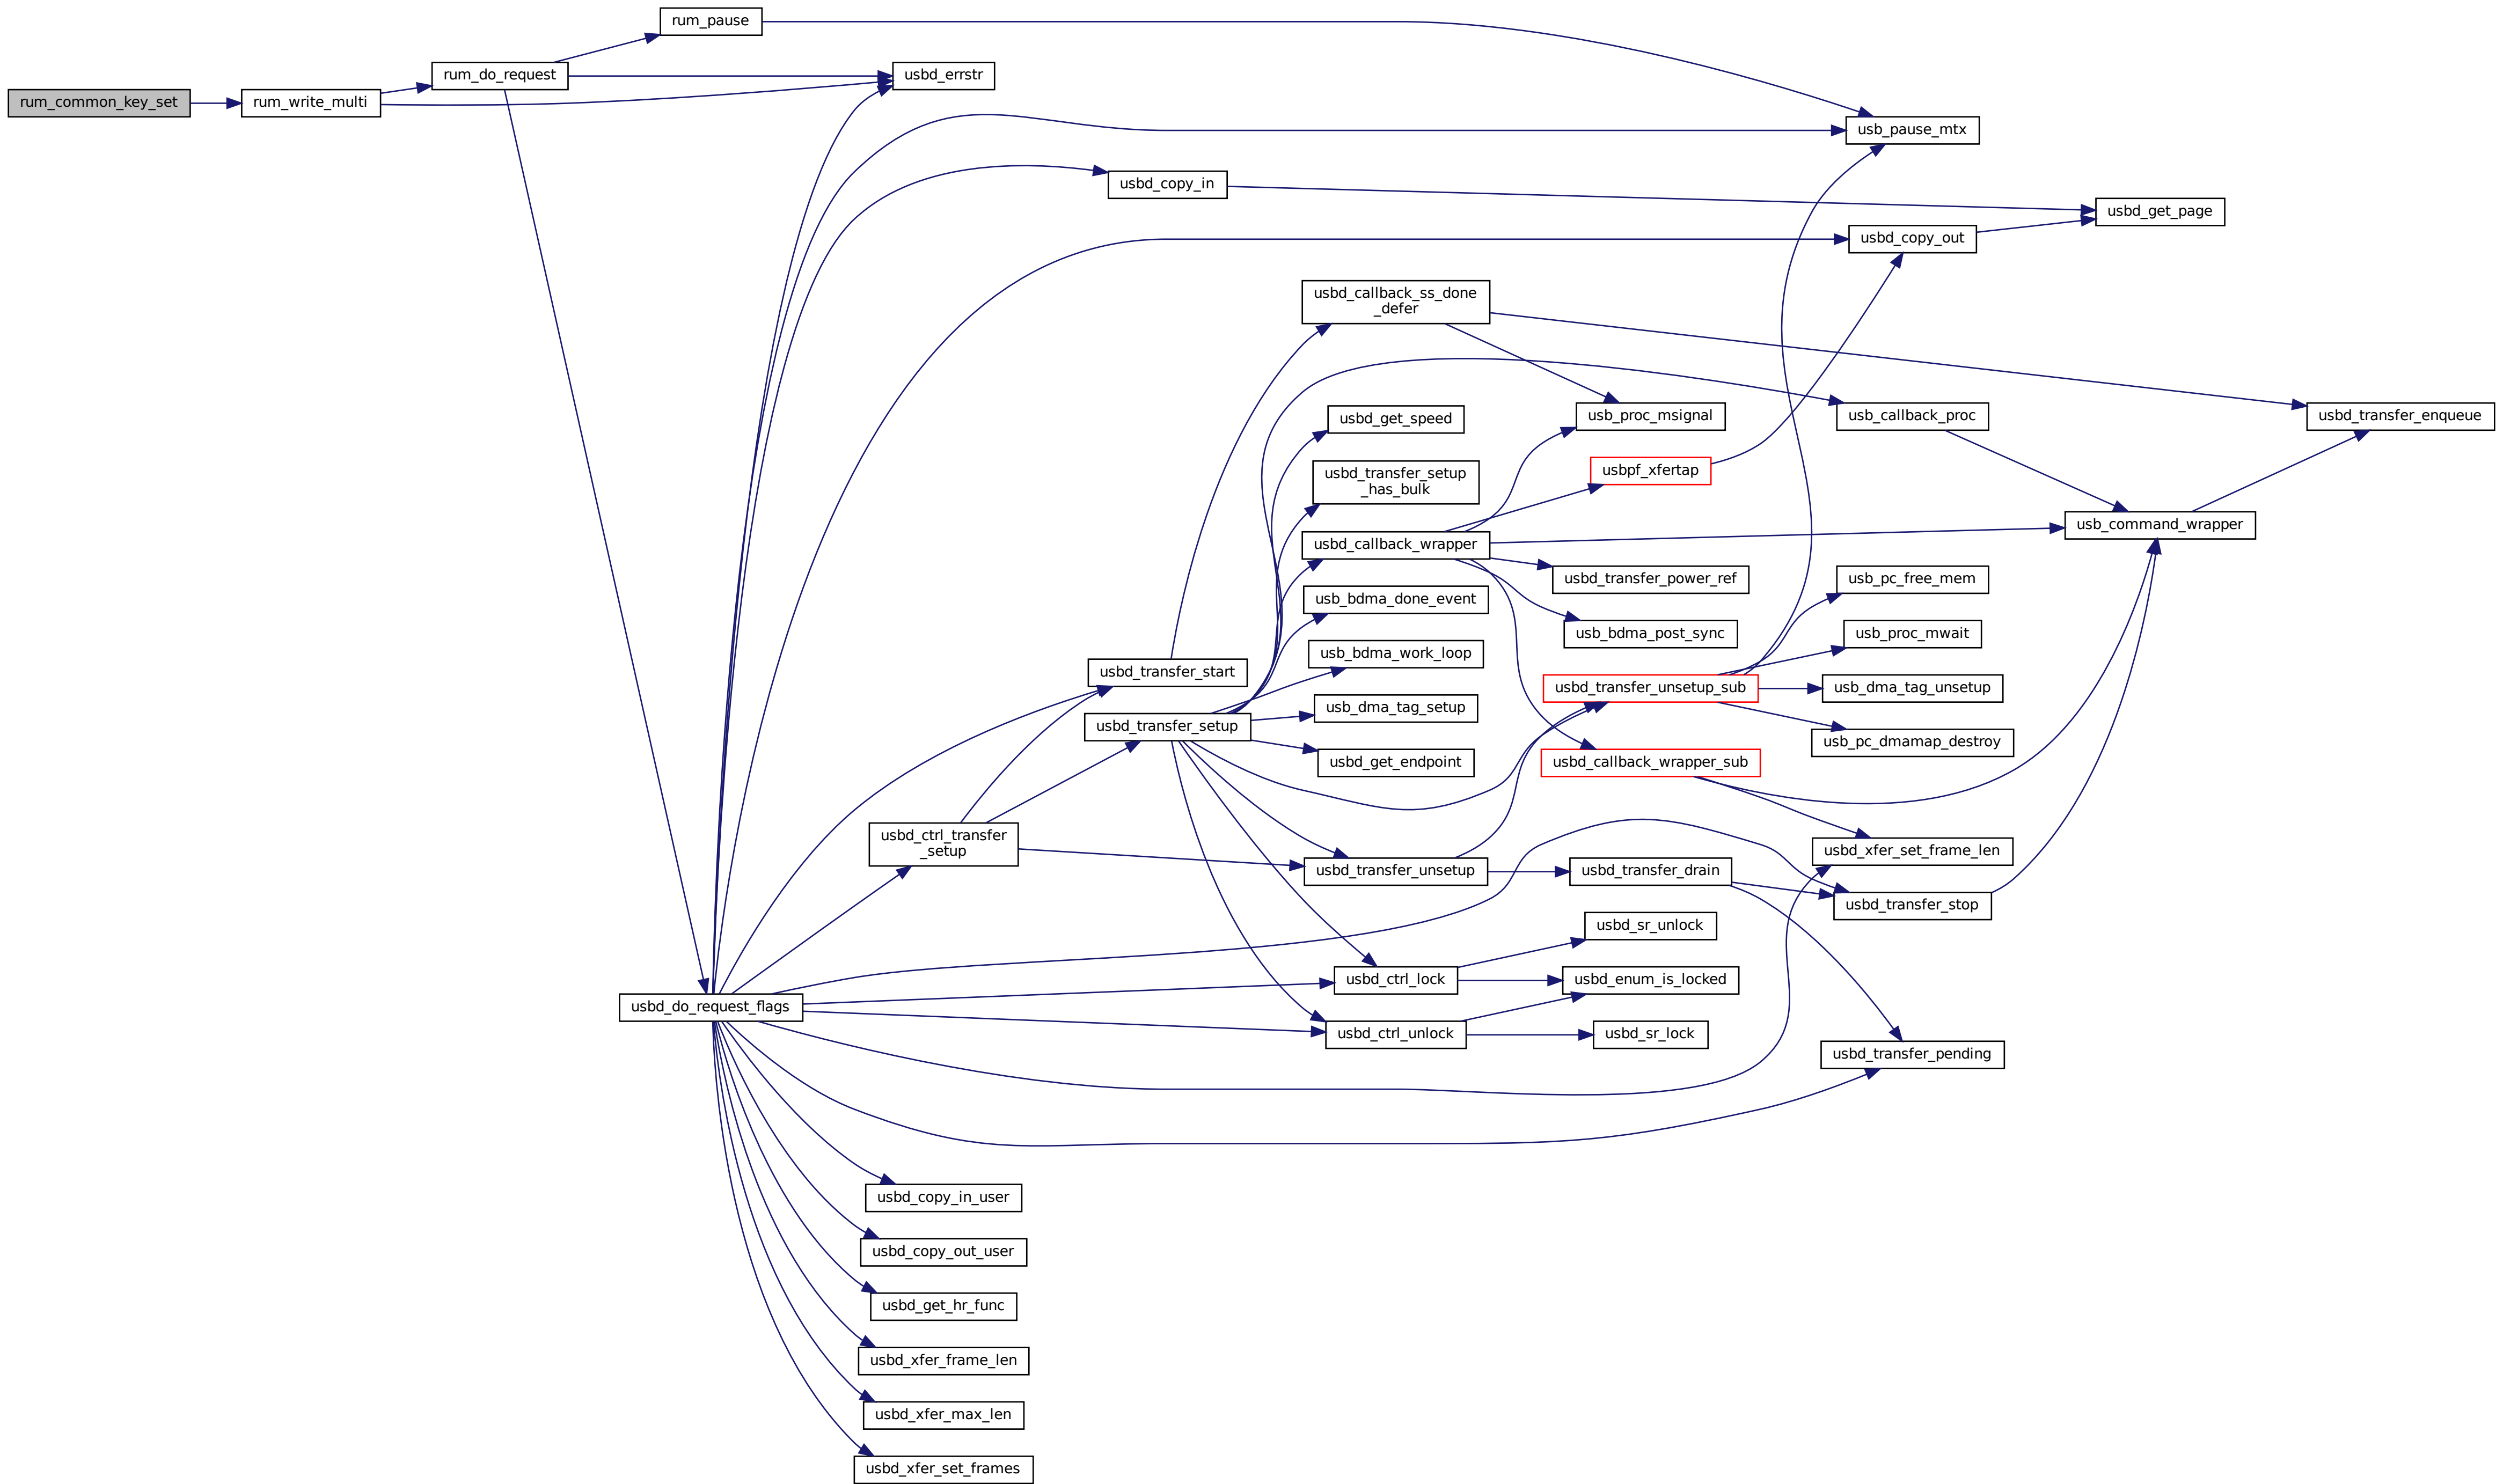 rum_pause
rum_do_request
usbd_errstr
rum_common_key_set
rum_write_multi
usb_pause_mtx
usbd_copy_in
usbd_get_page
usbd_copy_out
usbd_callback_ss_done
_defer
usbd_get_speed
usb_proc_msignal
usb_callback_proc
usbd_transfer_enqueue
usbd_transfer_setup
_has_bulk
usbpf_xfertap
usb_command_wrapper
usbd_callback_wrapper
usbd_transfer_power_ref
usb_pc_free_mem
usb_bdma_done_event
usb_bdma_post_sync
usb_proc_mwait
usb_bdma_work_loop
usbd_transfer_start
usbd_transfer_unsetup_sub
usb_dma_tag_unsetup
usb_dma_tag_setup
usbd_transfer_setup
usb_pc_dmamap_destroy
usbd_get_endpoint
usbd_callback_wrapper_sub
usbd_ctrl_transfer
_setup
usbd_xfer_set_frame_len
usbd_transfer_unsetup
usbd_transfer_drain
usbd_transfer_stop
usbd_sr_unlock
usbd_ctrl_lock
usbd_enum_is_locked
usbd_do_request_flags
usbd_ctrl_unlock
usbd_sr_lock
usbd_transfer_pending
usbd_copy_in_user
usbd_copy_out_user
usbd_get_hr_func
usbd_xfer_frame_len
usbd_xfer_max_len
usbd_xfer_set_frames